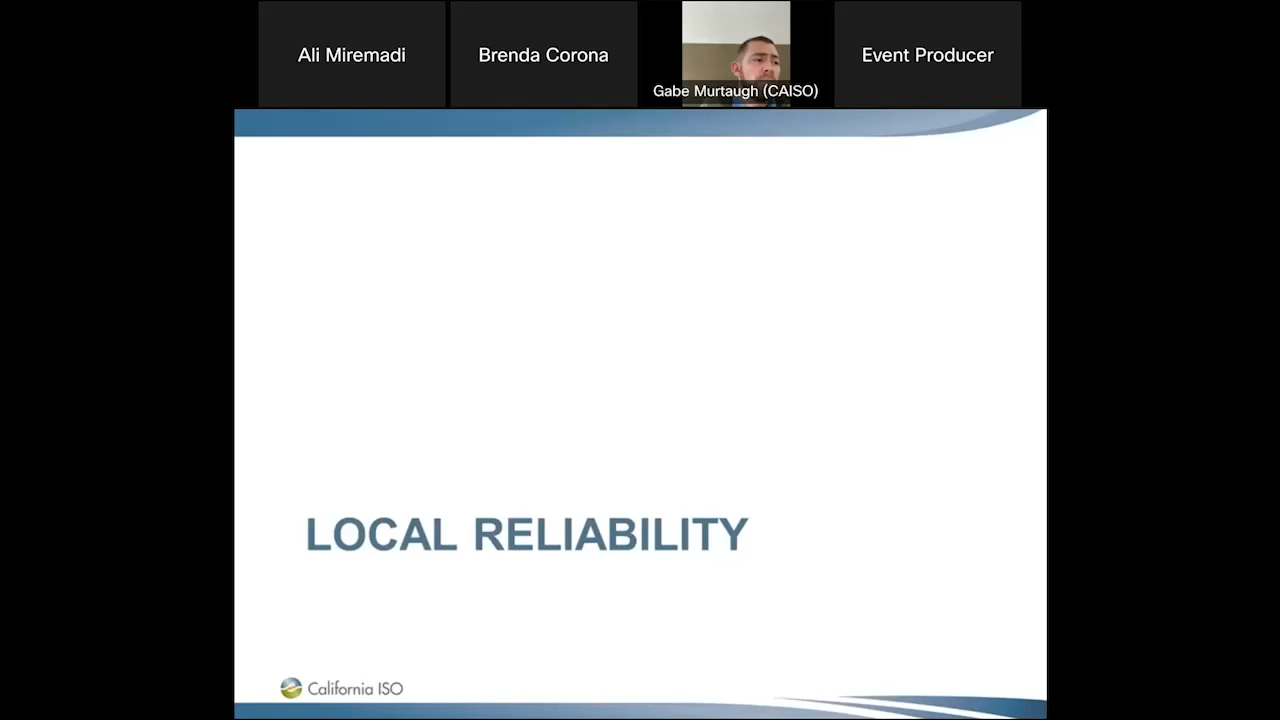 Ali Miremadi
Brenda Corona
Gabe Murtaugh (CAISO)
Event Producer
LOCAL RELIABILITY
California ISO